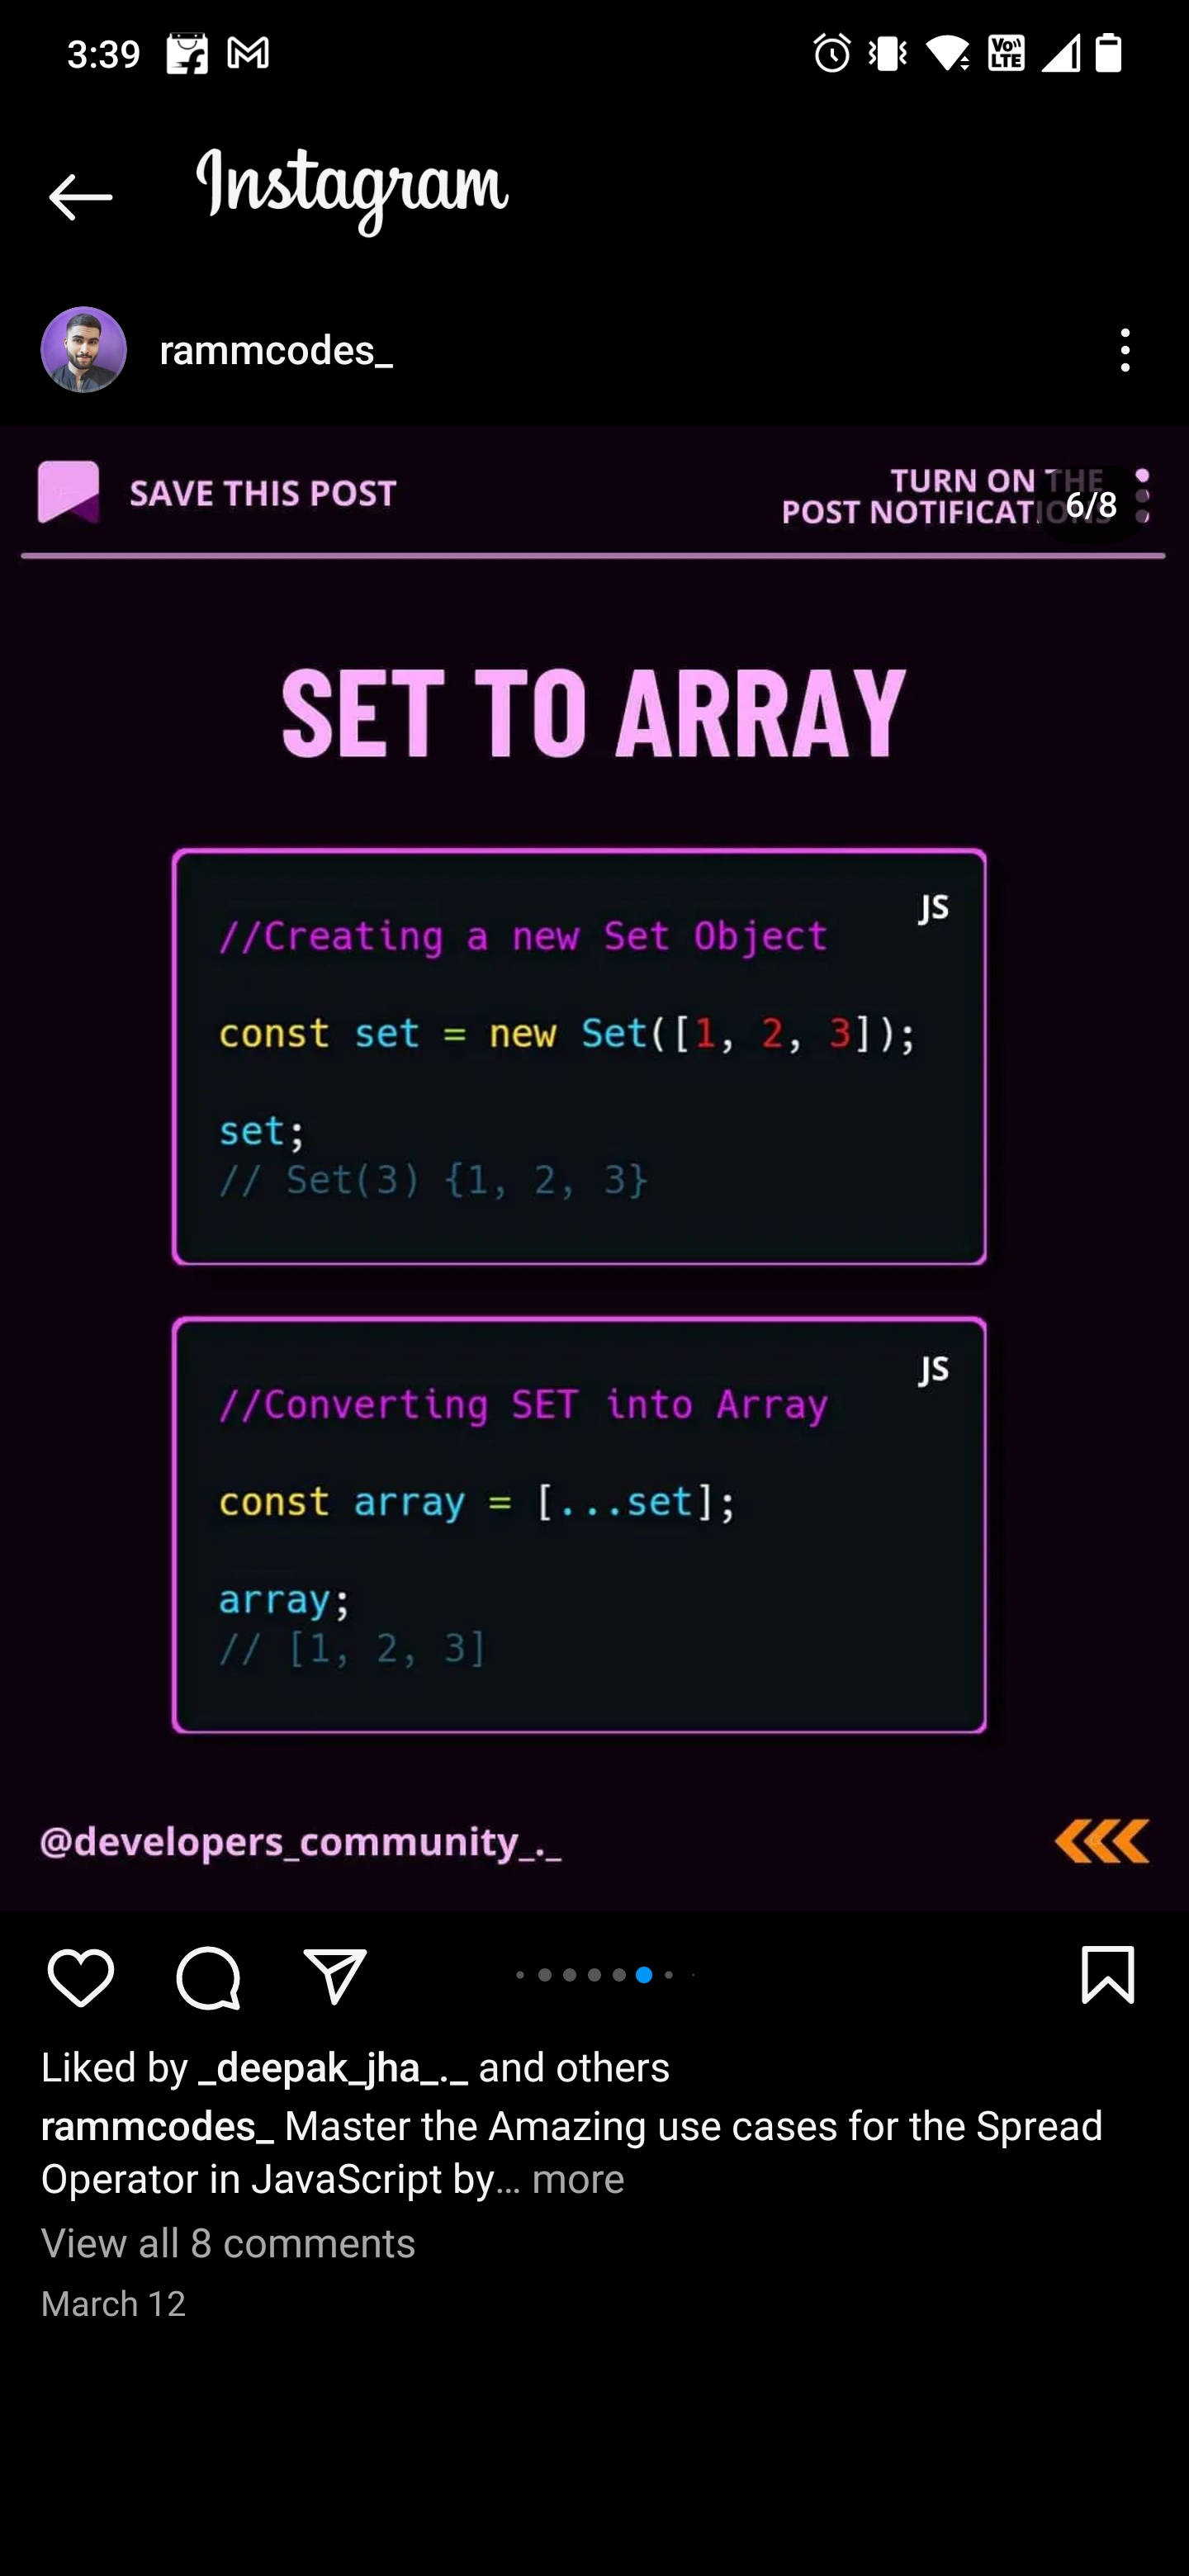 3:39
Vo LTE
Instagram
rammcodes_
SAVE THIS POST
TURN ON THE
POST NOTIFICATIONS
6/8
SET TO ARRAY
JS
//Creating a new Set Object
const set = new Set([1, 2, 3]);
set;
// Set(3) {1, 2, 3}
JS
//Converting SET into Array
const array = [...set];
array;
// [1, 2, 3]
@developers_community_._
Liked by _deepak_jha_._ and others
rammcodes_ Master the Amazing use cases for the Spread
Operator in JavaScript by... more
View all 8 comments
March 12